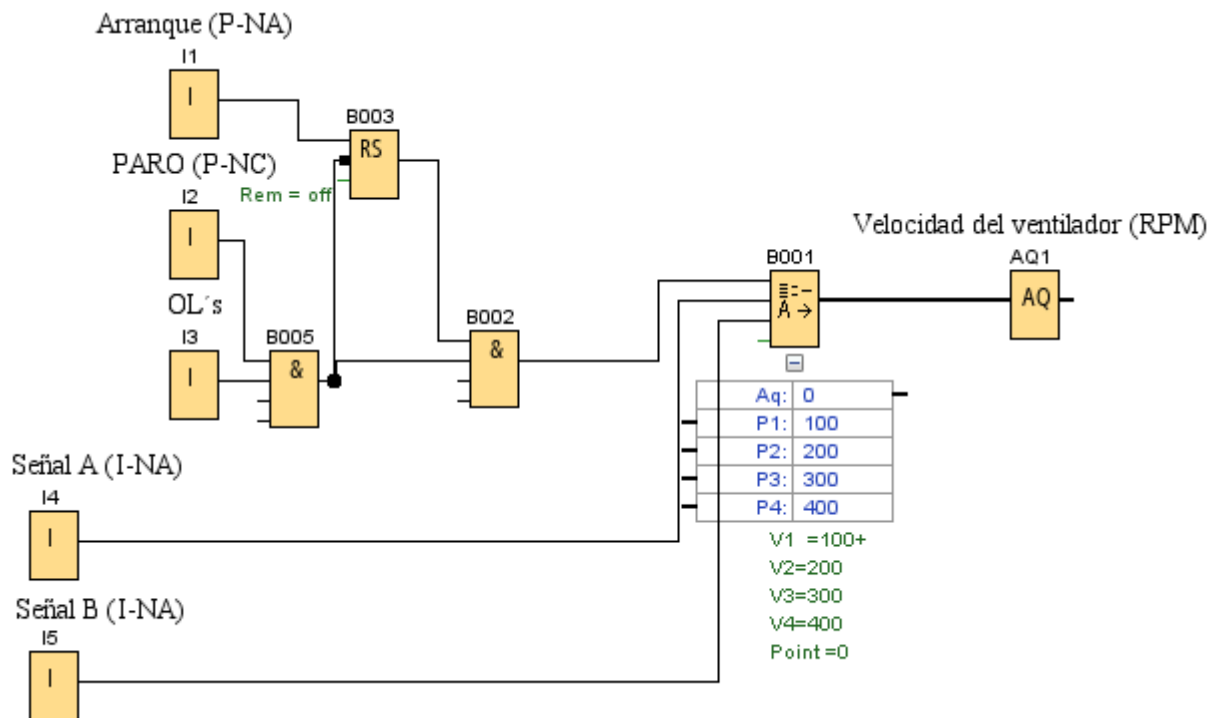 Arranque (P-NA)
I1
I
B003
RS
PARO (P-NC)
Rem = off
I2
I
Velocidad del ventilador (RPM)
B001
AQ1
A→
AQ
OL´s
I3
I
B005
&
B002
&
Aq: 0
P1: 100
P2: 200
P3: 300
P4: 400
Señal A (I-NA)
I4
I
V1 =100+
V2=200
V3=300
V4=400
Point=0
Señal B (I-NA)
I5
I